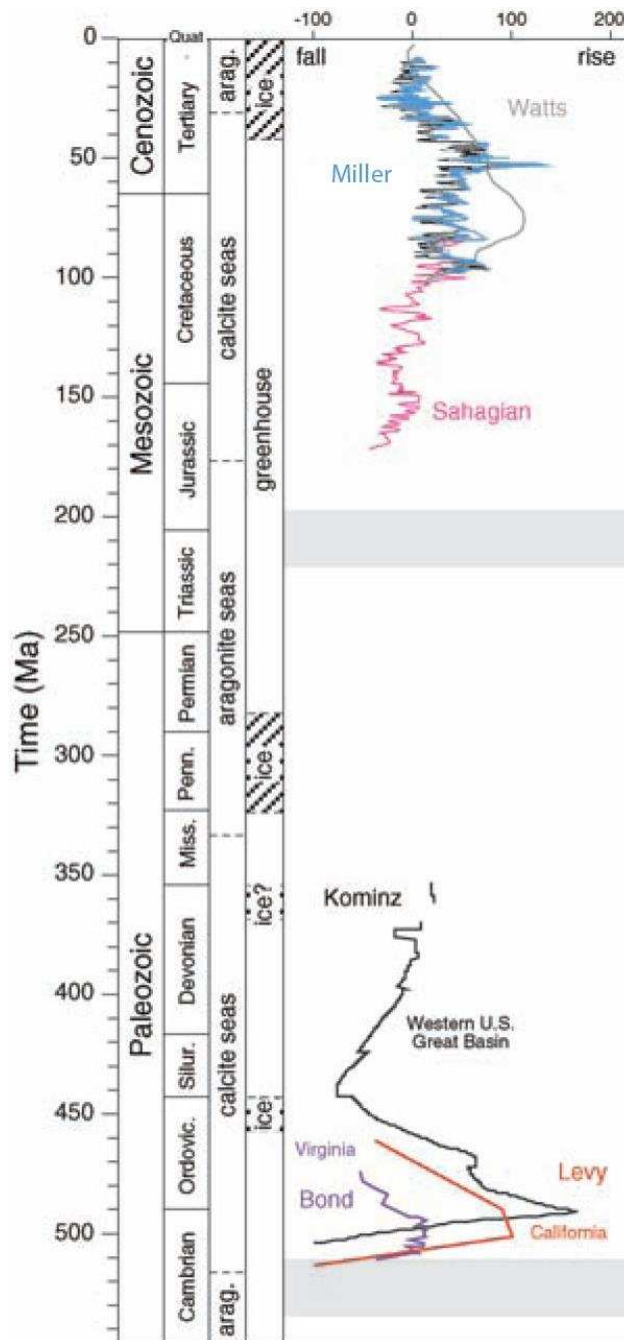 -100 0 100 200
0
Quat
fall rise
Cenozoic
Tertiary
arag.
ice
Watts
Miller
50
Mesozoic
Cretaceous
calcite seas
greenhouse
100
150
Sahagian
Jurassic
200
Triassic
aragonite seas
Time (Ma)
250
Permian
300
Penn.
ice
Miss.
350
ice?
Kominz
Paleozoic
Devonian
400
Western U.S.
Great Basin
Silur.
calcite seas
450
ice
Ordovic.
Virginia
Levy
Bond
500
California
Cambrian
arag.